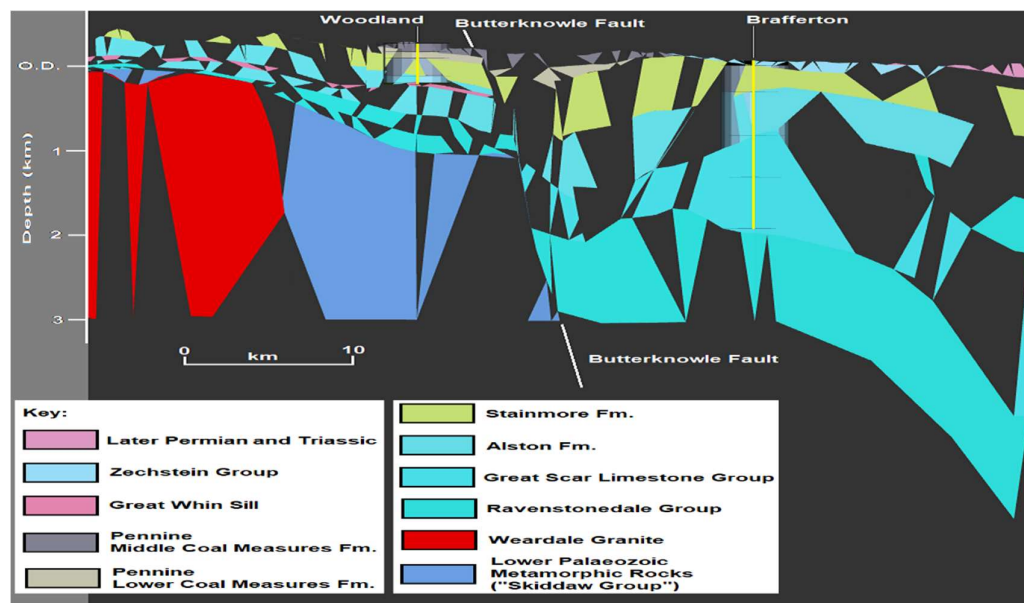 Woodland
Butterknowle Fault
Brafferton
O.D.
Depth (km)
1
2
3
0
km
10
Butterknowle Fault
Key:
Later Permian and Triassic
Zechstein Group
Great Whin Sill
Pennine
Middle Coal Measures Fm.
Pennine
Lower Coal Measures Fm.
Stainmore Fm.
Alston Fm.
Great Scar Limestone Group
Ravenstonedale Group
Weardale Granite
Lower Palaeozoic
Metamorphic Rocks
("Skiddaw Group")